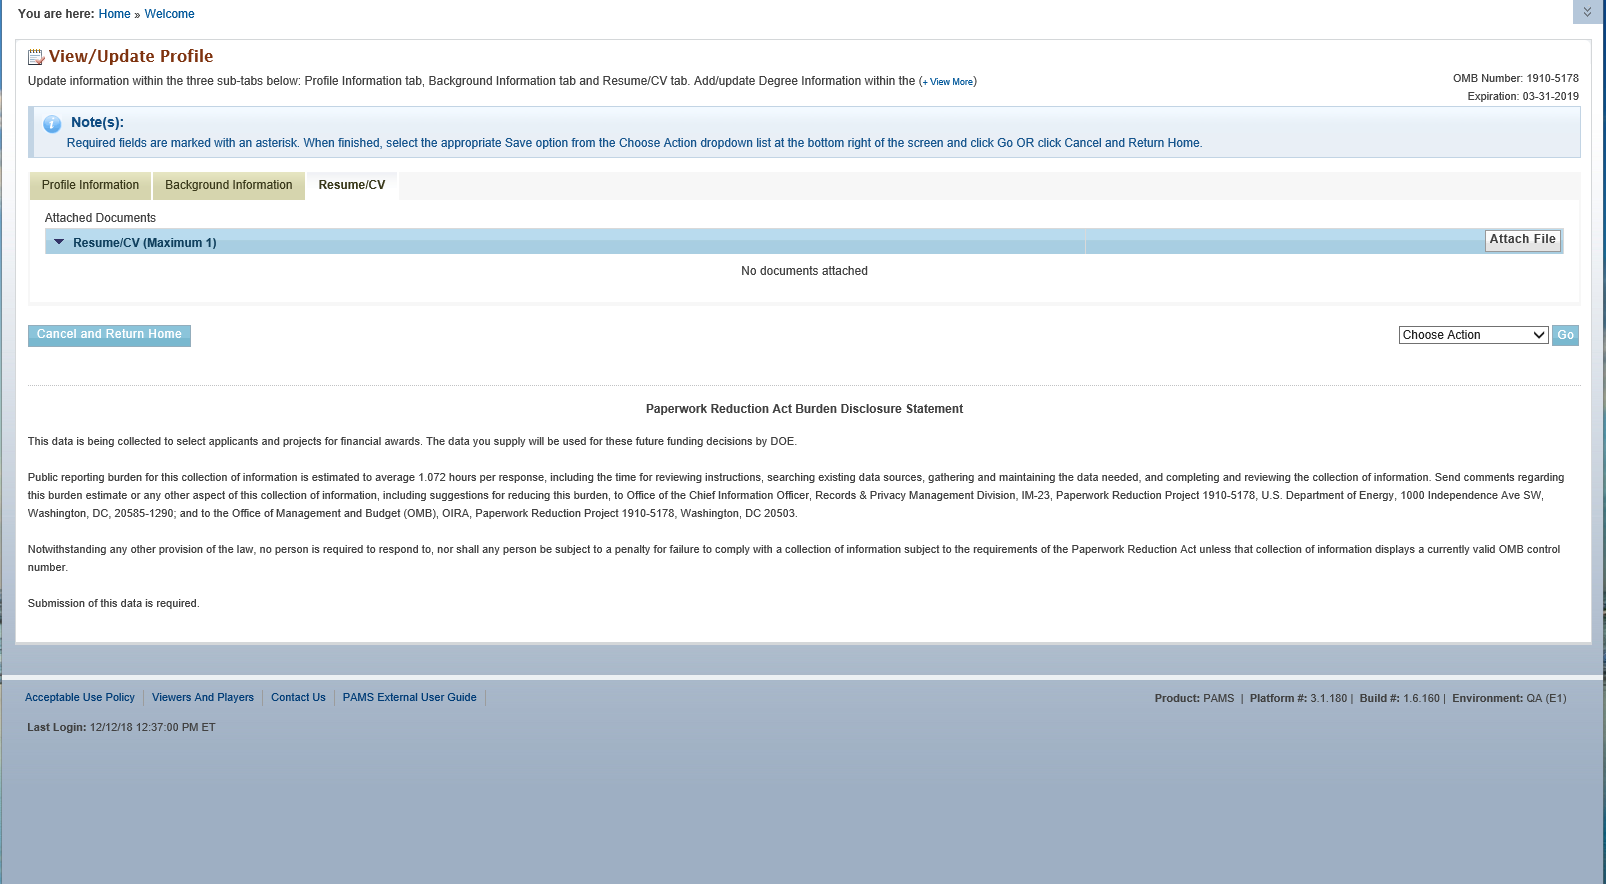 You are here: Home » Welcome
View/Update Profile
Update information within the three sub-tabs below: Profile Information tab, Background Information tab and Resume/CV tab. Add/update Degree Information within the (+ View More)
OMB Number: 1910-5178
Expiration: 03-31-2019
Note(s):
Required fields are marked with an asterisk. When finished, select the appropriate Save option from the Choose Action dropdown list at the bottom right of the screen and click Go OR click Cancel and Return Home.
Profile Information Background Information Resume/CV
Attached Documents
Resume/CV (Maximum 1) Attach File
No documents attached
Cancel and Return Home Choose Action Go
Paperwork Reduction Act Burden Disclosure Statement
This data is being collected to select applicants and projects for financial awards. The data you supply will be used for these future funding decisions by DOE.
Public reporting burden for this collection of information is estimated to average 1.072 hours per response, including the time for reviewing instructions, searching existing data sources, gathering and maintaining the data needed, and completing and reviewing the collection of information. Send comments regarding
this burden estimate or any other aspect of this collection of information, including suggestions for reducing this burden, to Office of the Chief Information Officer, Records & Privacy Management Division, IM-23, Paperwork Reduction Project 1910-5178, U.S. Department of Energy, 1000 Independence Ave SW,
Washington, DC, 20585-1290; and to the Office of Management and Budget (OMB), OIRA, Paperwork Reduction Project 1910-5178, Washington, DC 20503.
Notwithstanding any other provision of the law, no person is required to respond to, nor shall any person be subject to a penalty for failure to comply with a collection of information subject to the requirements of the Paperwork Reduction Act unless that collection of information displays a currently valid OMB control
number.
Submission of this data is required.
Acceptable Use Policy Viewers And Players Contact Us PAMS External User Guide
Product: PAMS | Platform #: 3.1.180 | Build #: 1.6.160 | Environment: QA (E1)
Last Login: 12/12/18 12:37:00 PM ET